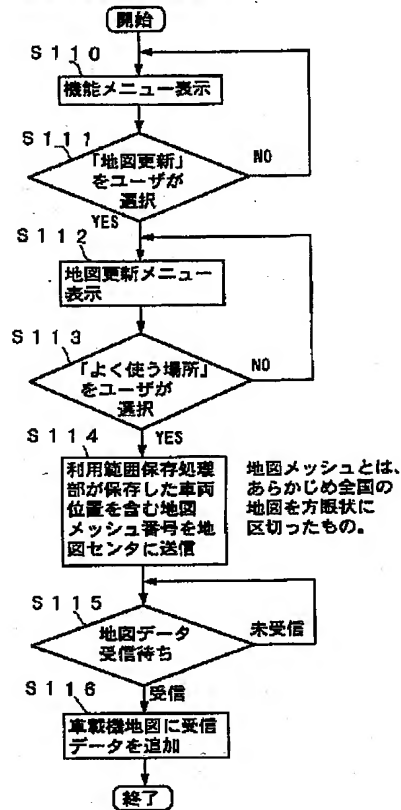 開始
S110
機能メニュー表示
S111
「地図更新」
をユーザが
選択
NO
YES
S112
地図更新メニュー
表示
S113
「よく使う場所」
をユーザが
選択
NO
YES
S114
利用範囲保存処理
部が保存した車両
位置を含む地図
メッシュ番号を地
図センタに送信
地図メッシュとは、
あらかじめ全国の
地図を方眼状に
区切ったもの。
S115
地図データ
受信待ち
未受信
受信
S116
車載機地図に受信
データを追加
終了